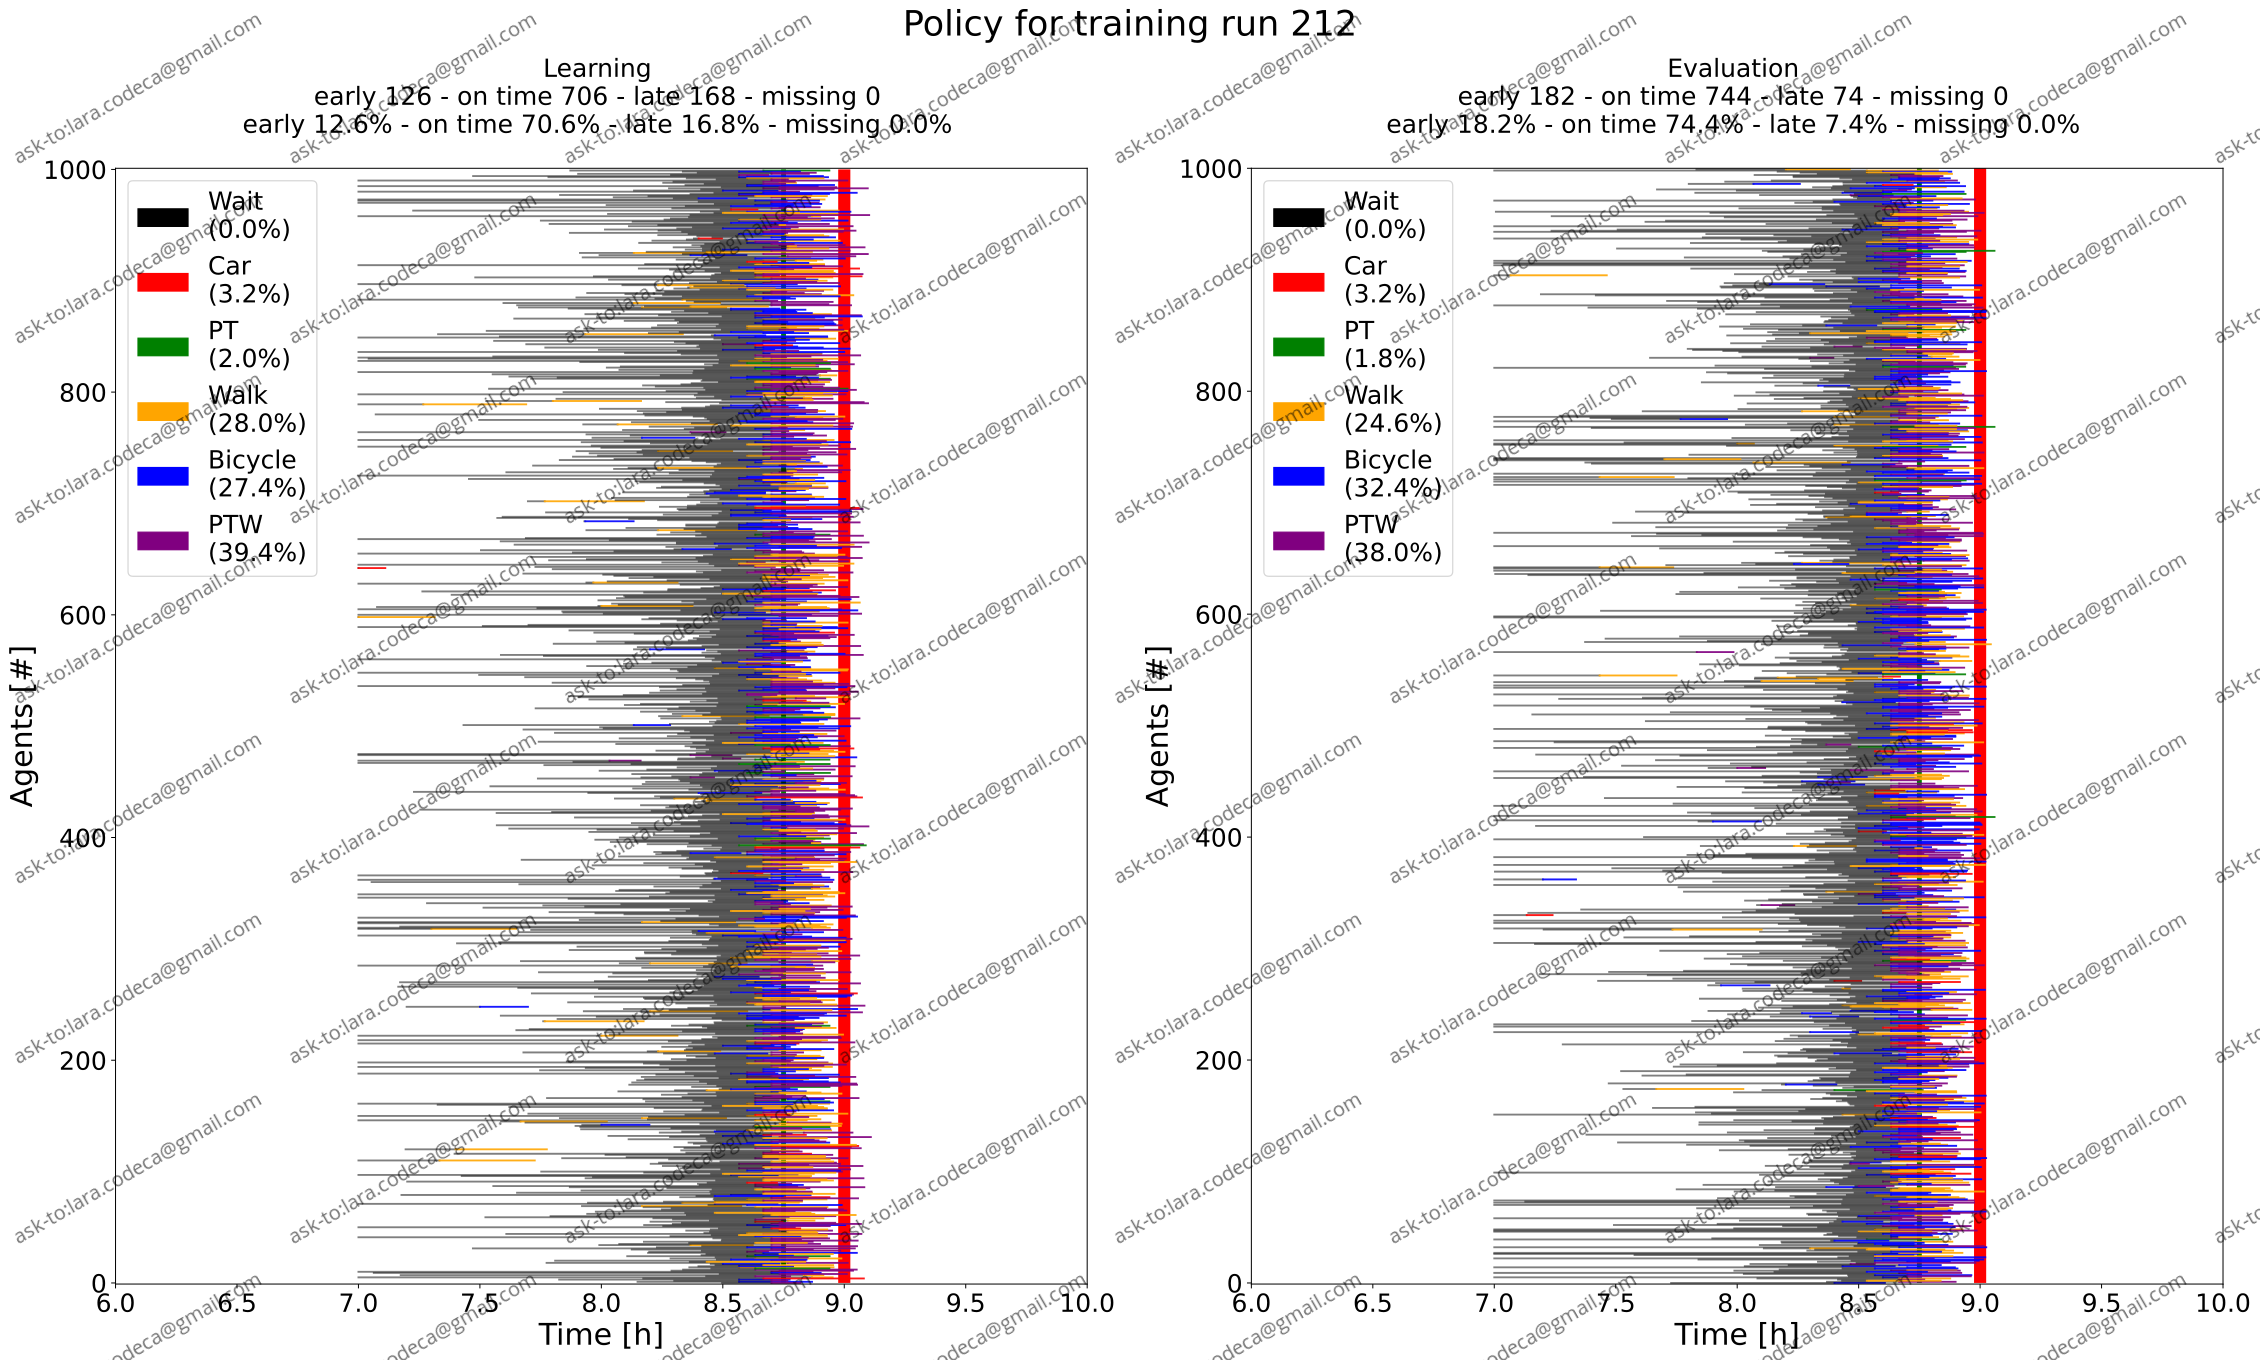 Policy for training run 212
Learning
early 126 - on time 706 - late 168 - missing 0
early 12.6% - on time 70.6% - late 16.8% - missing 0.0%
Agents [#]
1000
800
600
400
200
0
Wait
(0.0%)
Car
(3.2%)
PT
(2.0%)
Walk
(28.0%)
Bicycle
(27.4%)
PTW
(39.4%)
6.0 6.5 7.0 7.5 8.0 8.5 9.0 9.5 10.0
Time [h]
Evaluation
early 182 - on time 744 - late 74 - missing 0
early 18.2% - on time 74.4% - late 7.4% - missing 0.0%
Agents [#]
1000
800
600
400
200
0
Wait
(0.0%)
Car
(3.2%)
PT
(1.8%)
Walk
(24.6%)
Bicycle
(32.4%)
PTW
(38.0%)
6.0 6.5 7.0 7.5 8.0 8.5 9.0 9.5 10.0
Time [h]
ask-to:lara.codeca@gmail.com